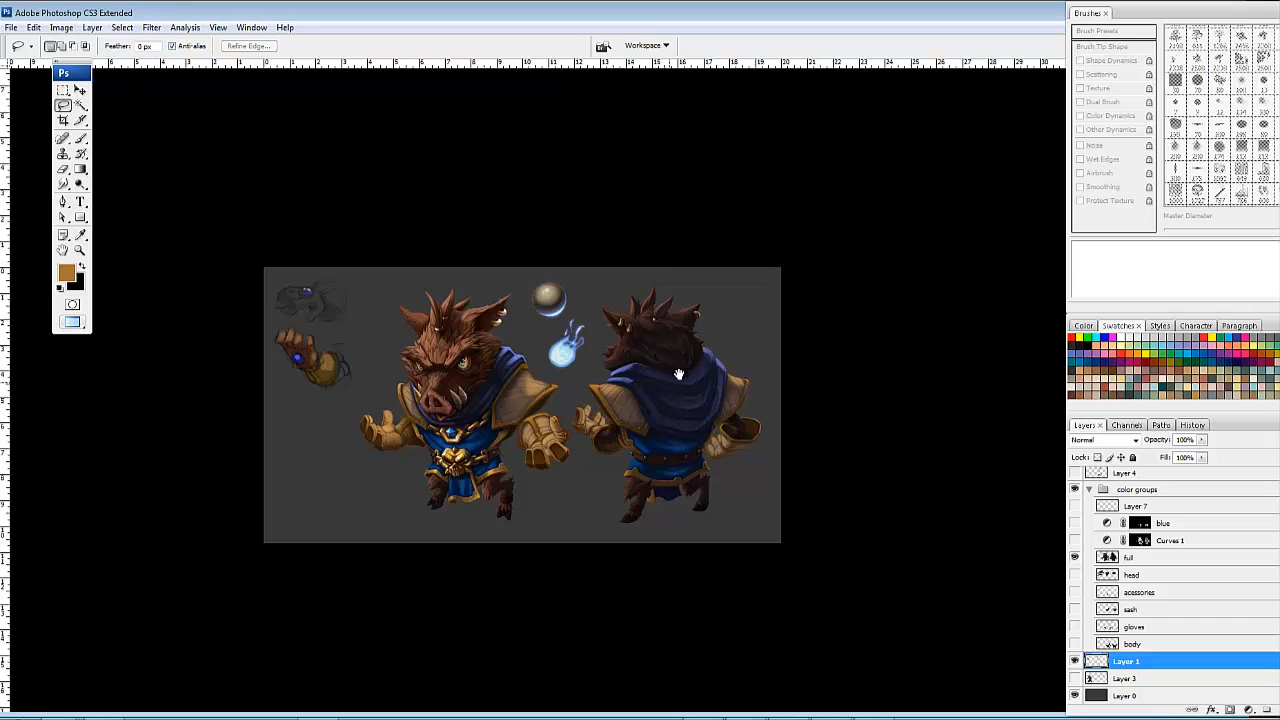 Adobe Photoshop CS3 Extended
File Edit Image Layer Select Filter Analysis View Window Help
Feather: 0 px Anti-alias Refine Edge... Workspace
Ps
Brushes
Brush Presets
Brush Tip Shape
Shape Dynamics
Scattering
Texture
Dual Brush
Color Dynamics
Other Dynamics
Noise
Wet Edges
Airbrush
Smoothing
Protect Texture
Master Diameter
Color Swatches Styles Character Paragraph
Layers Channels Paths History
Normal Opacity: 100%
Lock: Fill: 100%
Layer 4
color groups
Layer 7
blue
Curves 1
full
head
acessories
sash
gloves
body
Layer 1
Layer 3
Layer 0